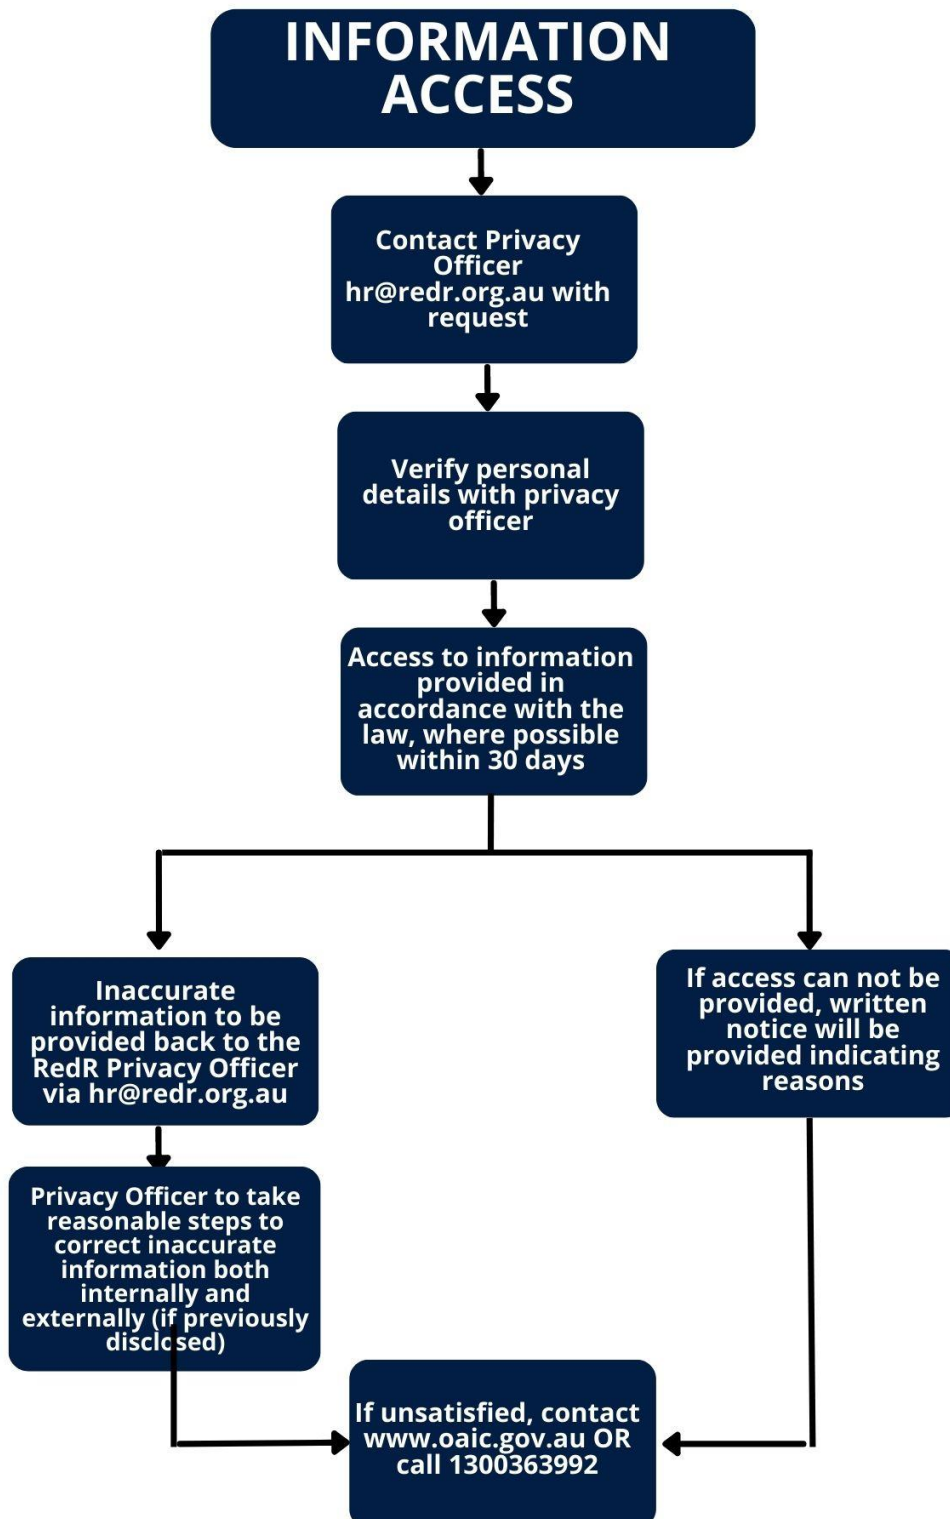 INFORMATION
ACCESS
Contact Privacy
Officer
hr@redr.org.au with
request
Verify personal
details with privacy
officer
Access to information
provided in
accordance with the
law, where possible
within 30 days
Inaccurate
information to be
provided back to the
RedR Privacy Officer
via hr@redr.org.au
If access can not be
provided, written
notice will be
provided indicating
reasons
Privacy Officer to take
reasonable steps to
correct inaccurate
information both
internally and
externally (if previously
disclosed)
If unsatisfied, contact
www.oaic.gov.au OR
call 1300363992